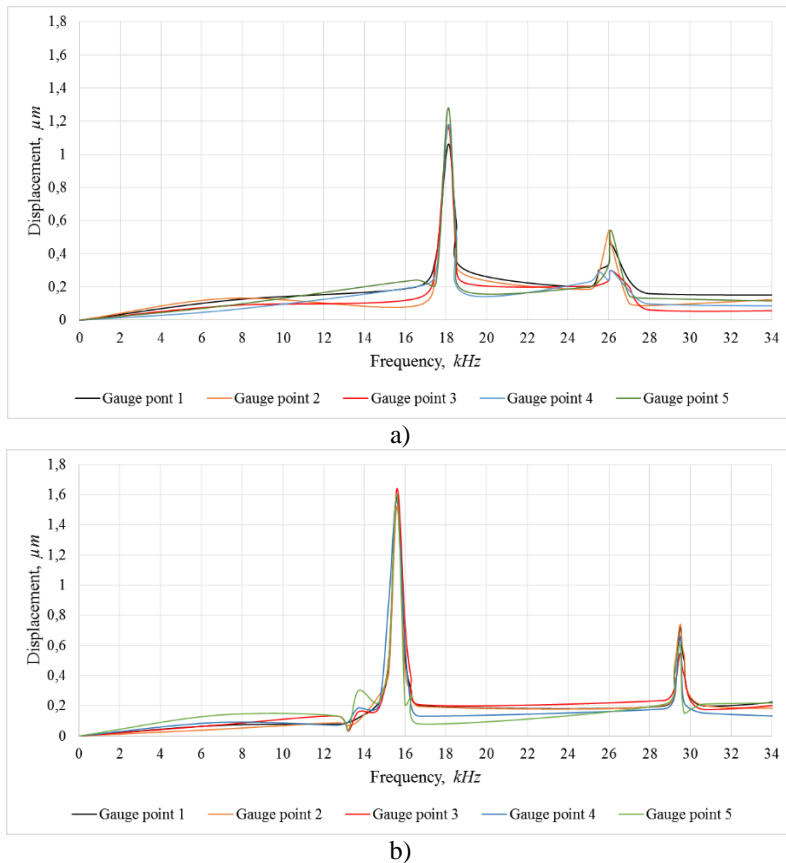 1,8
1,6
1,4
1,2
1
0,8
0,6
0,4
0,2
0
Displacement, µm
0 2 4 6 8 10 12 14 16 18 20 22 24 26 28 30 32 34
Frequency, kHz
Gauge pont 1 Gauge point 2 Gauge point 3 Gauge point 4 Gauge point 5
a)
1,8
1,6
1,4
1,2
1
0,8
0,6
0,4
0,2
0
Displacement, µm
0 2 4 6 8 10 12 14 16 18 20 22 24 26 28 30 32 34
Frequency, kHz
Gauge point 1 Gauge point 2 Gauge point 3 Gauge point 4 Gauge point 5
b)